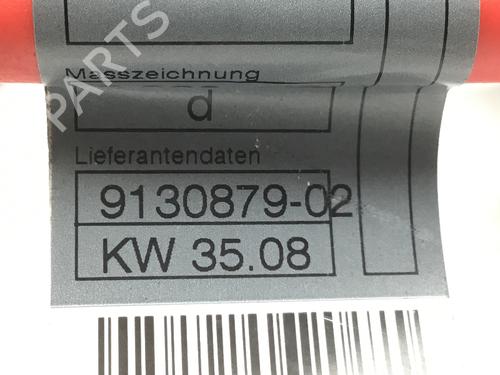 PARTS
Masszeichnung
d
Lieferantendaten
9130879-02
KW 35.08